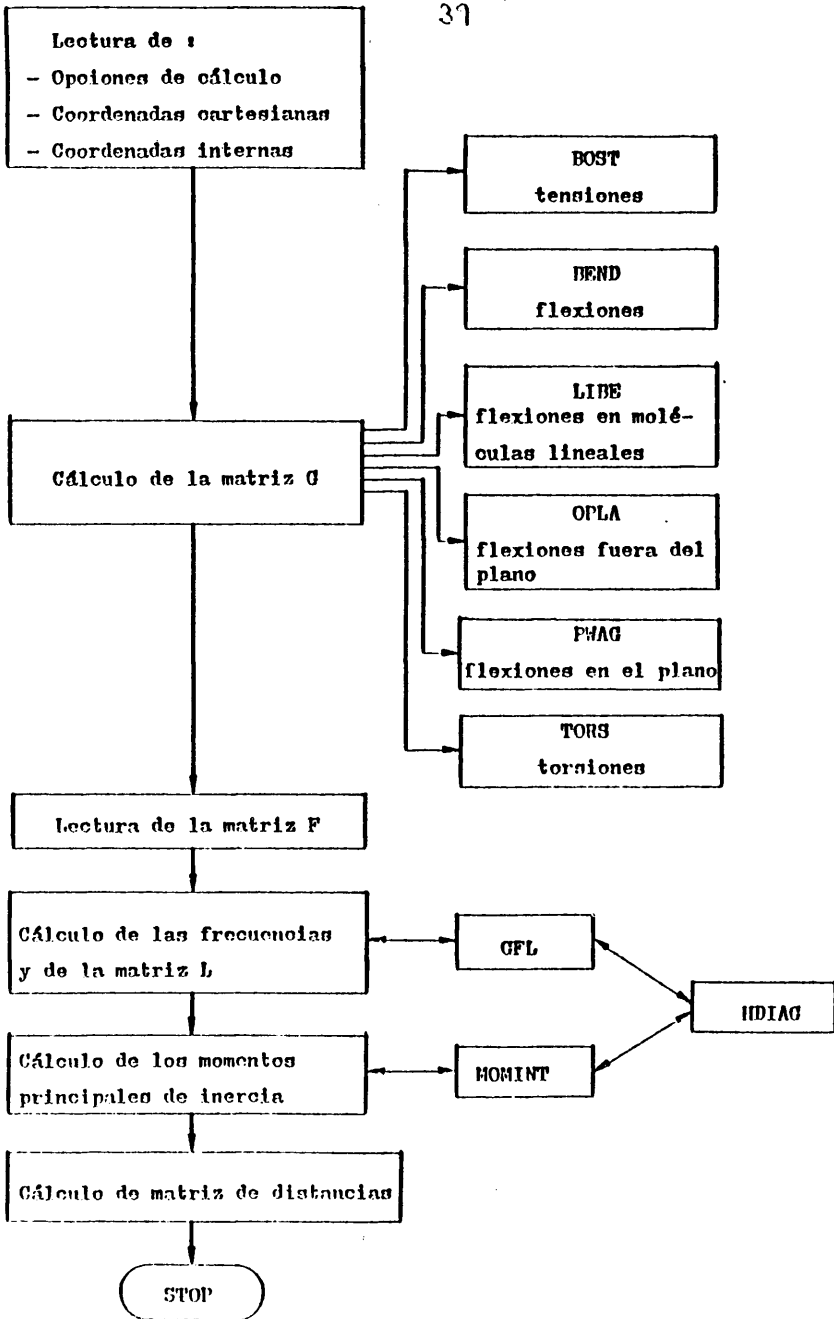 39
Lectura de :
- Opciones de cálculo
- Coordenadas cartesianas
- Coordenadas internas
BOST
tensiones
BEND
flexiones
LIBE
flexiones en molé-
culas lineales
Cálculo de la matriz G
OPLA
flexiones fuera del
plano
PWAG
flexiones en el plano
TORS
torsiones
Lectura de la matriz F
Cálculo de las frecuencias
y de la matriz L
GFL
HDIAG
Cálculo de los momentos
principales de inercia
MOMINT
Cálculo de matriz de distancias
STOP